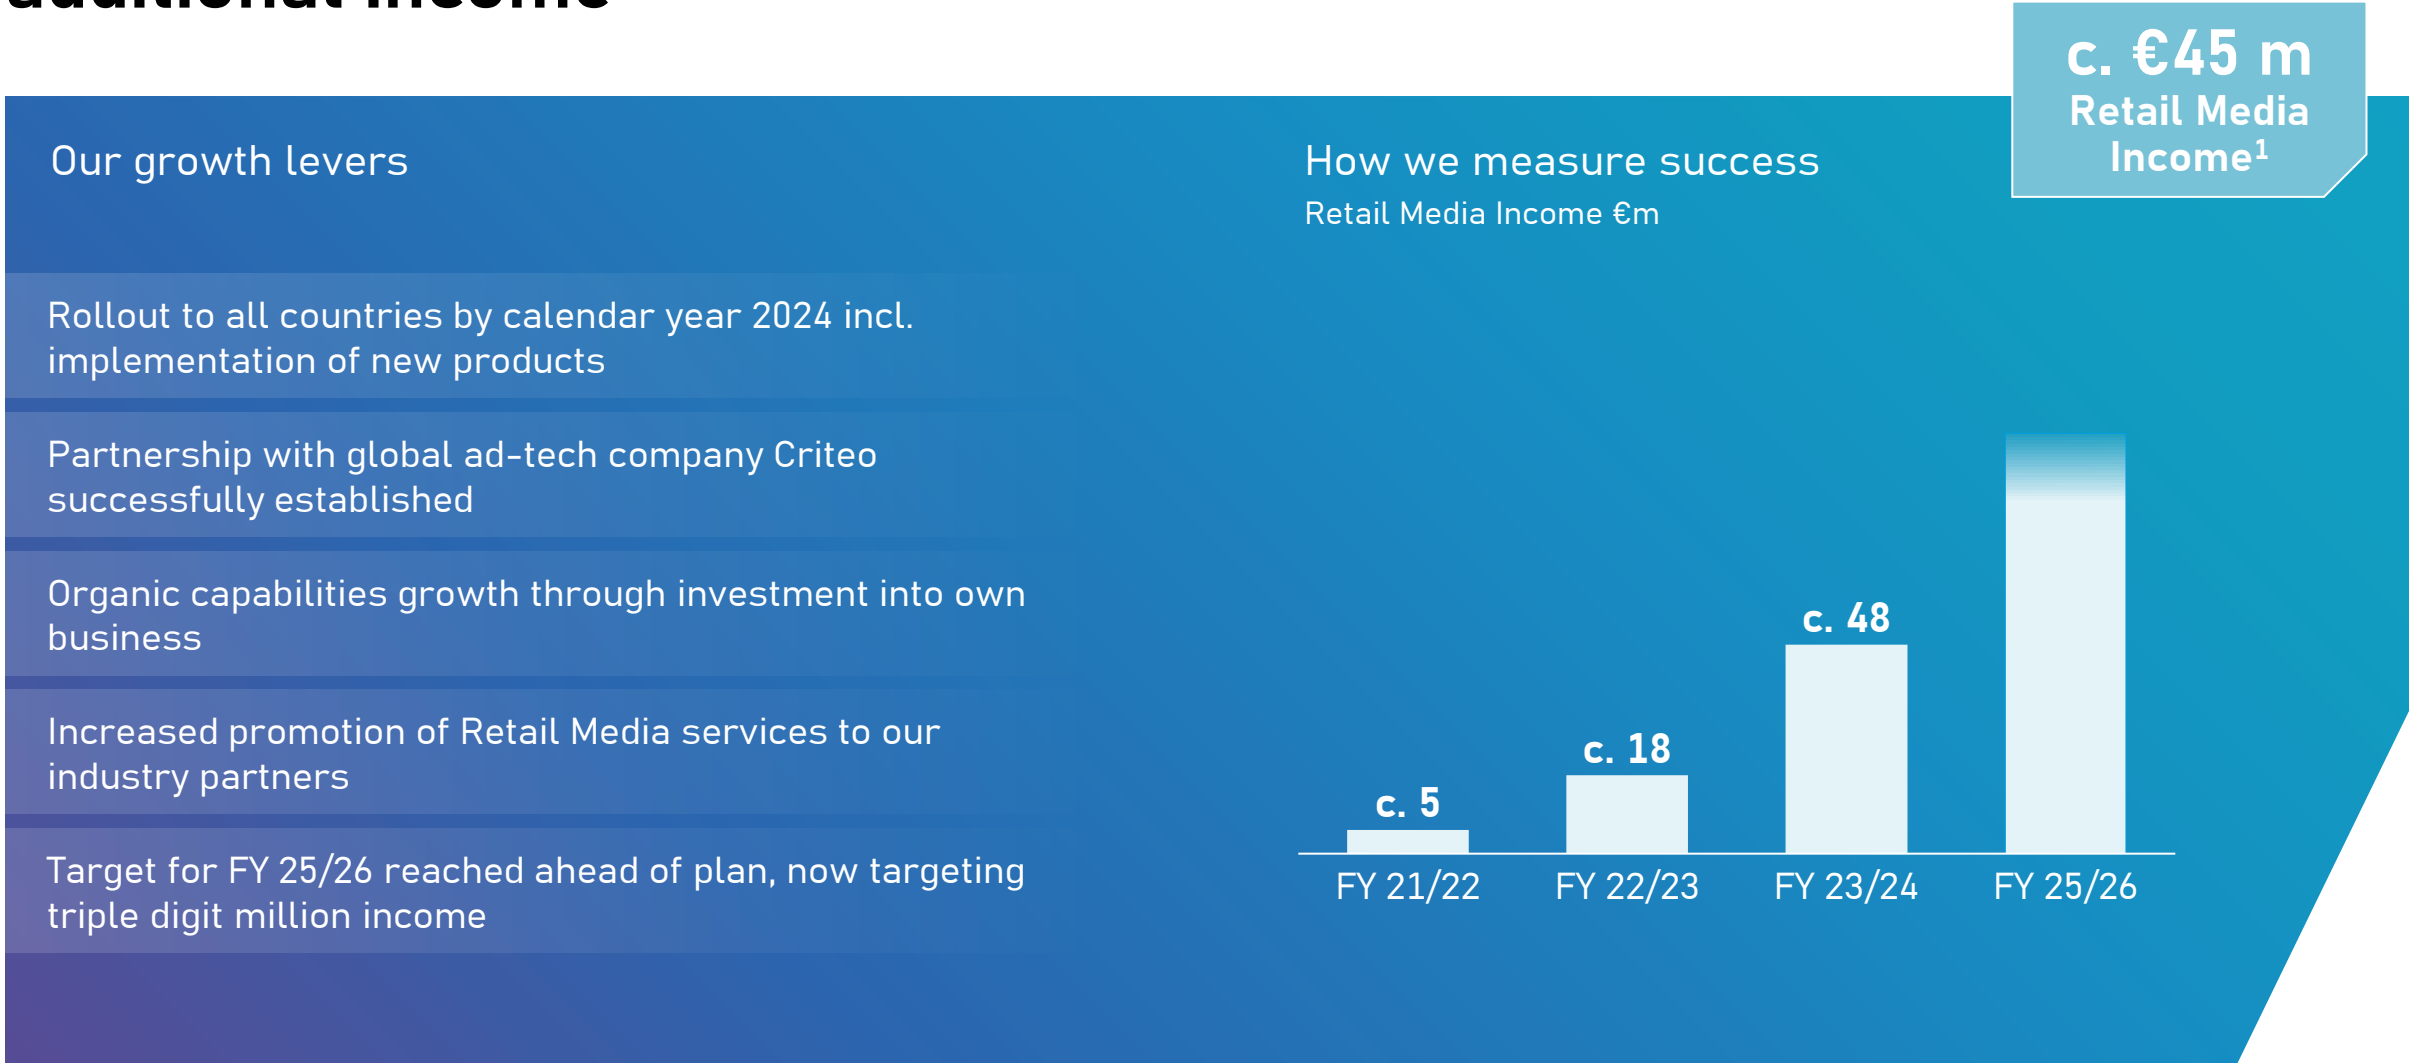 additional income
c. €45 m
Retail Media
Income¹
Our growth levers
Rollout to all countries by calendar year 2024 incl.
implementation of new products
Partnership with global ad-tech company Criteo
successfully established
Organic capabilities growth through investment into own
business
Increased promotion of Retail Media services to our
industry partners
Target for FY 25/26 reached ahead of plan, now targeting
triple digit million income
How we measure success
Retail Media Income €m
c. 5
c. 18
c. 48
FY 21/22
FY 22/23
FY 23/24
FY 25/26